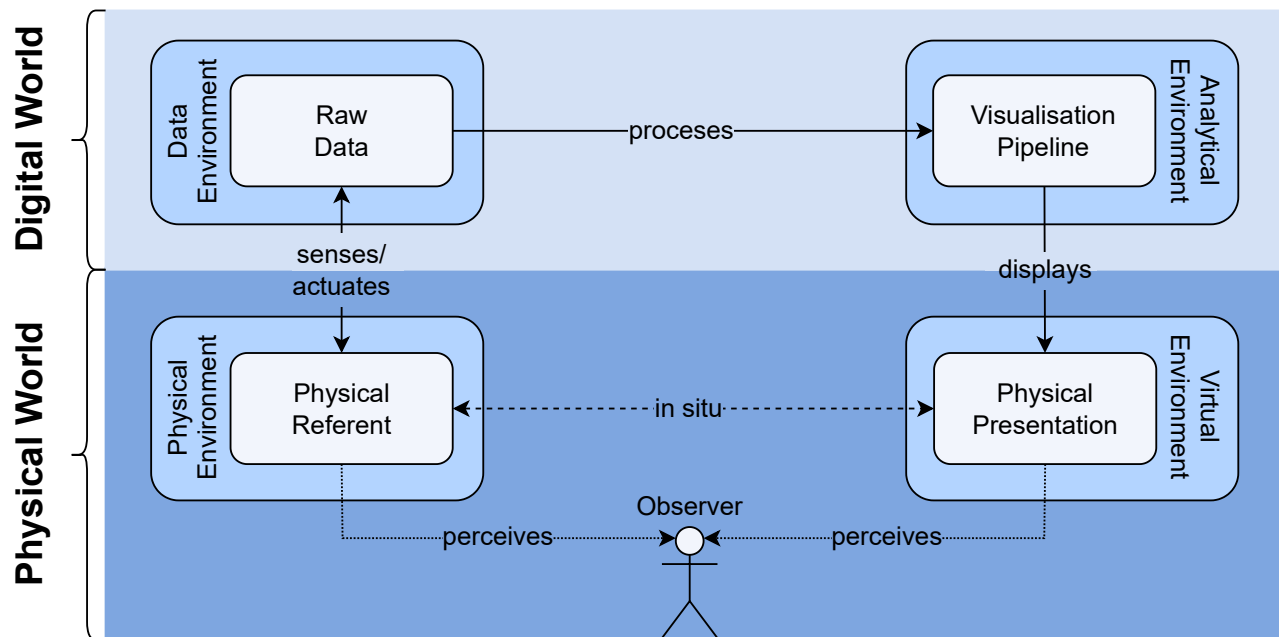 Digital World
Data
Environment
Raw
Data
proceses
Visualisation
Pipeline
Analytical
Environment
senses/
actuates
displays
Physical World
Physical
Environment
Physical
Referent
in situ
Physical
Presentation
Virtual
Environment
Observer
perceives
perceives